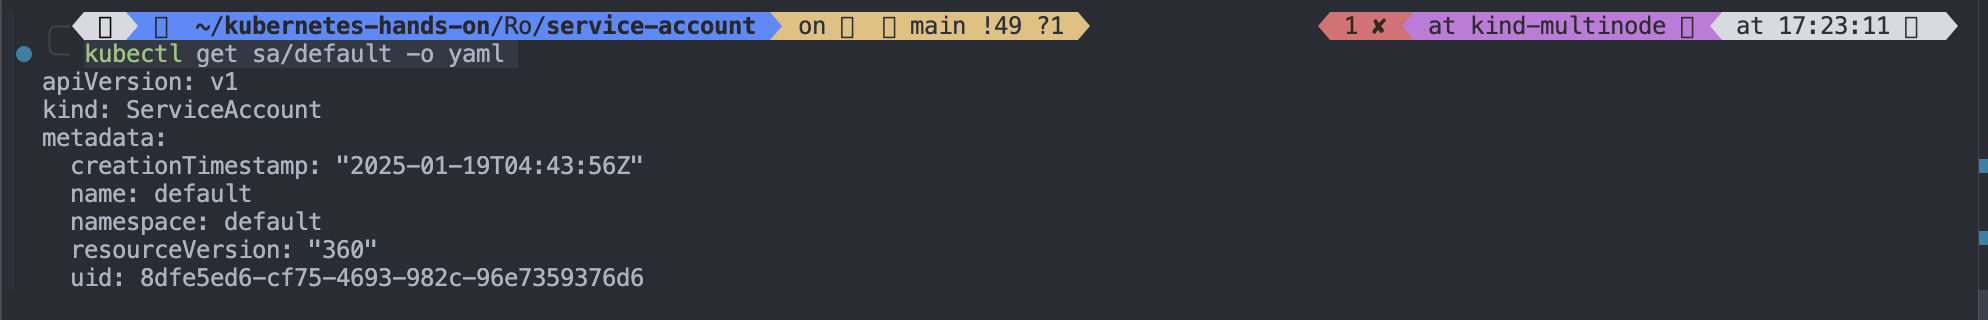 ~/kubernetes-hands-on/Ro/service-account on main !49 ?1 1 ✘ at kind-multinode at 17:23:11
kubectl get sa/default -o yaml
apiVersion: v1
kind: ServiceAccount
metadata:
  creationTimestamp: "2025-01-19T04:43:56Z"
  name: default
  namespace: default
  resourceVersion: "360"
  uid: 8dfe5ed6-cf75-4693-982c-96e7359376d6